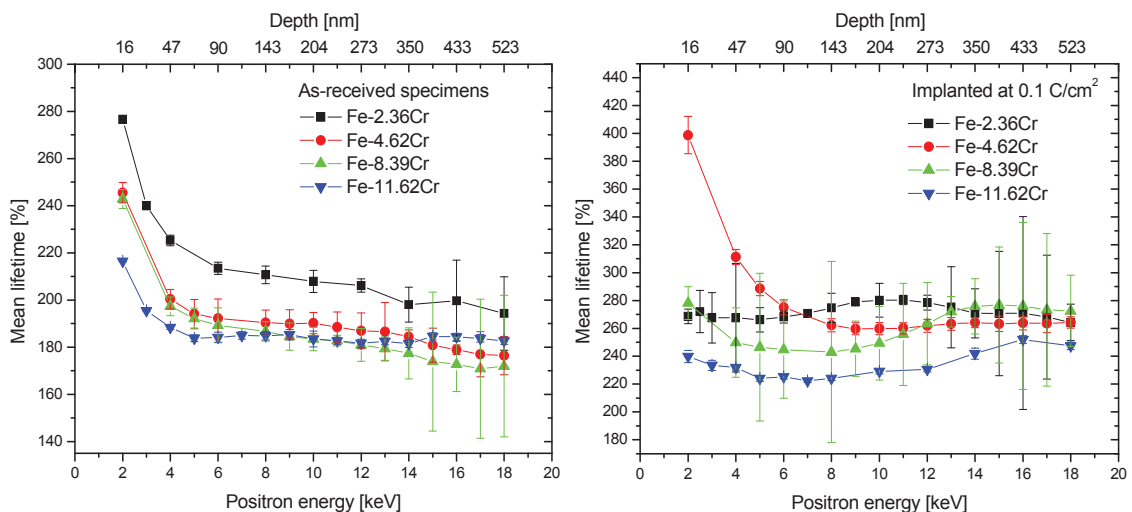 Depth [nm]
16 47 90 143 204 273 350 433 523
300
280
260
240
220
200
180
160
140
Mean lifetime [%]
As-received specimens
Fe-2.36Cr
Fe-4.62Cr
Fe-8.39Cr
Fe-11.62Cr
0 2 4 6 8 10 12 14 16 18 20
Positron energy [keV]
Depth [nm]
16 47 90 143 204 273 350 433 523
440
420
400
380
360
340
320
300
280
260
240
220
200
180
170
Mean lifetime [%]
Implanted at 0.1 C/cm²
Fe-2.36Cr
Fe-4.62Cr
Fe-8.39Cr
Fe-11.62Cr
0 2 4 6 8 10 12 14 16 18 20
Positron energy [keV]